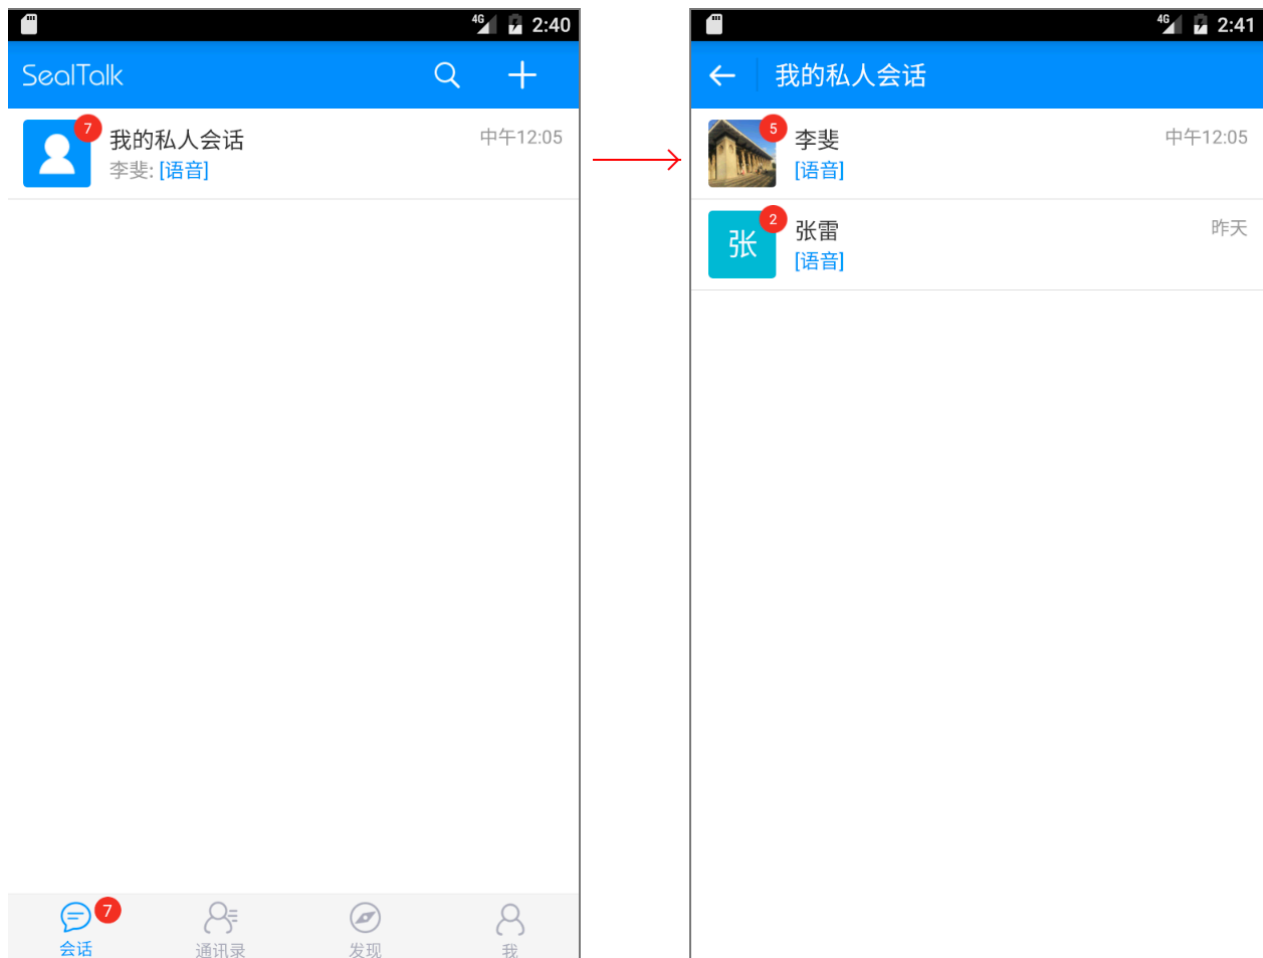 4G 2:40
SealTalk
7
我的私人会话
中午12:05
李斐: [语音]
7
会话
通讯录
发现
我
4G 2:41
我的私人会话
5
李斐
中午12:05
[语音]
张
2
张雷
昨天
[语音]